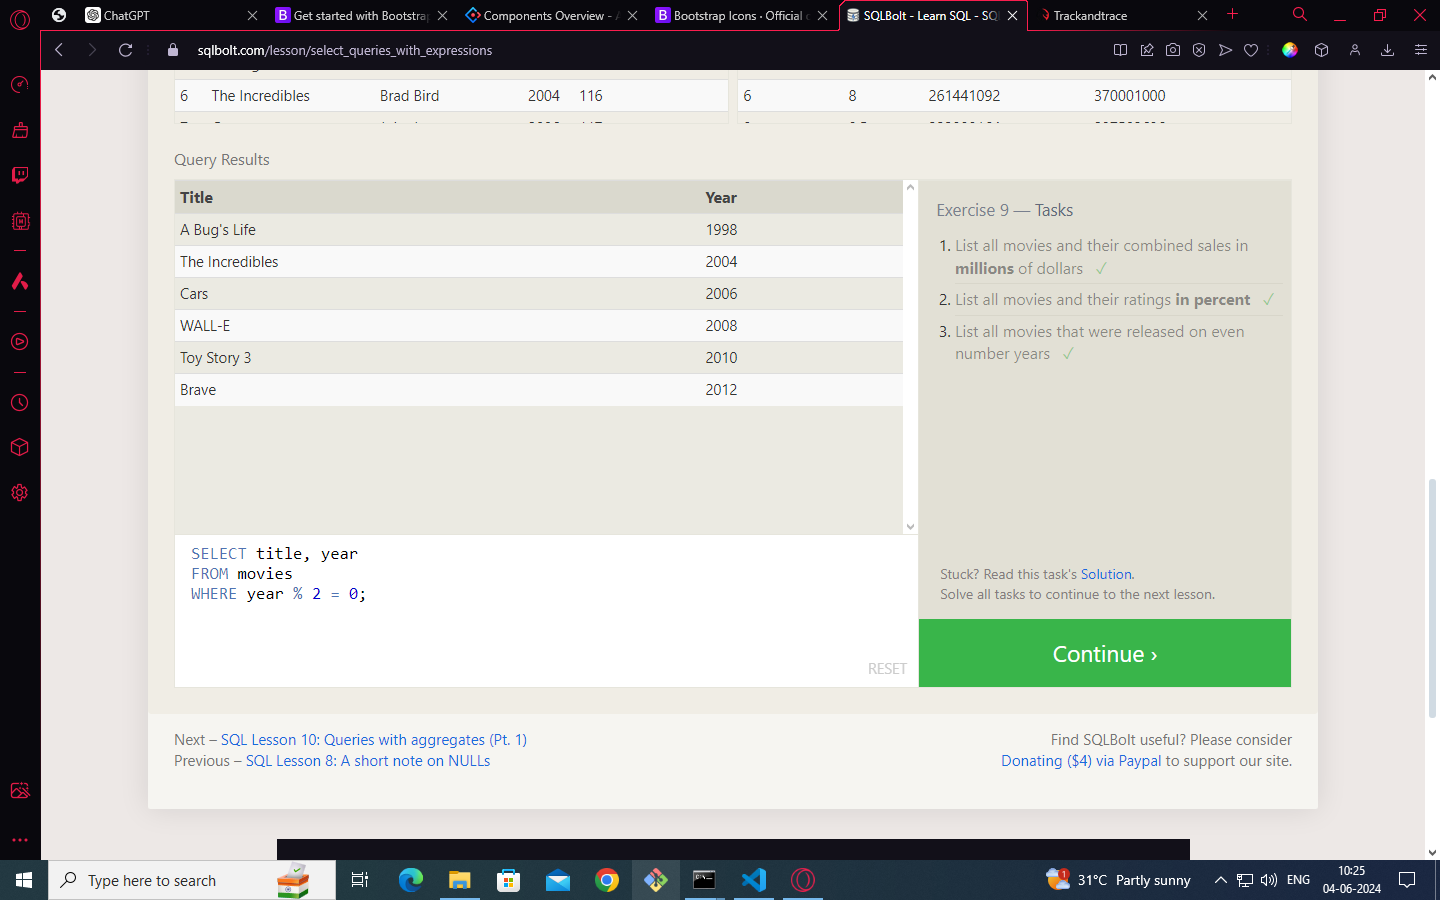 ChatGPT
Get started with Bootstrap
Components Overview -
Bootstrap Icons · Official
SQLBolt - Learn SQL - SQL
Trackandtrace
sqlbolt.com/lesson/select_queries_with_expressions
6 The Incredibles Brad Bird 2004 116
6 8 261441092 370001000
Query Results
Title Year
A Bug's Life 1998
The Incredibles 2004
Cars 2006
WALL-E 2008
Toy Story 3 2010
Brave 2012
Exercise 9 — Tasks
1. List all movies and their combined sales in
millions of dollars ✓
2. List all movies and their ratings in percent ✓
3. List all movies that were released on even
number years ✓
Stuck? Read this task's Solution.
Solve all tasks to continue to the next lesson.
Continue ›
SELECT title, year
FROM movies
WHERE year % 2 = 0;
RESET
Next – SQL Lesson 10: Queries with aggregates (Pt. 1)
Previous – SQL Lesson 8: A short note on NULLs
Find SQLBolt useful? Please consider
Donating ($4) via Paypal to support our site.
Type here to search
1
31°C Partly sunny
ENG
10:25
04-06-2024